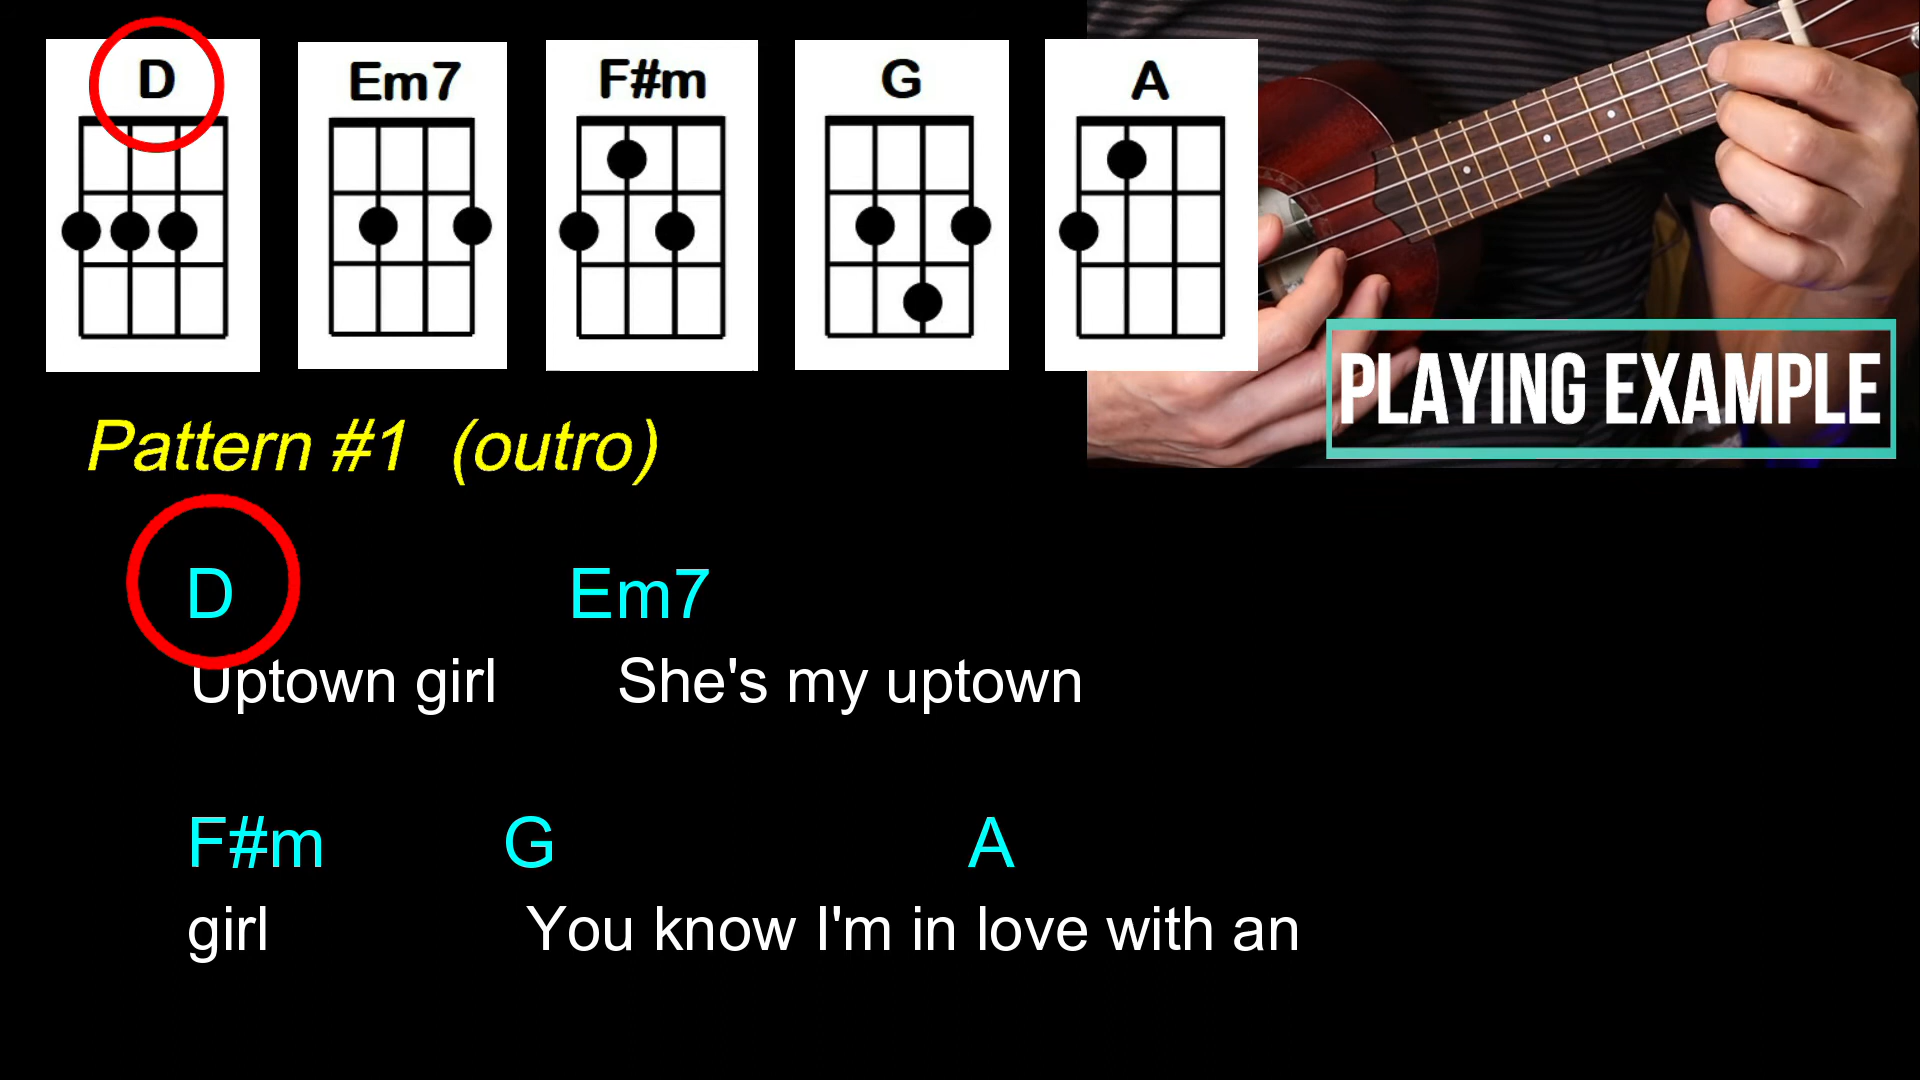 D Em7 F#m G A
PLAYING EXAMPLE
Pattern #1 (outro)
D Em7
Uptown girl She's my uptown
F#m G A
girl You know I'm in love with an